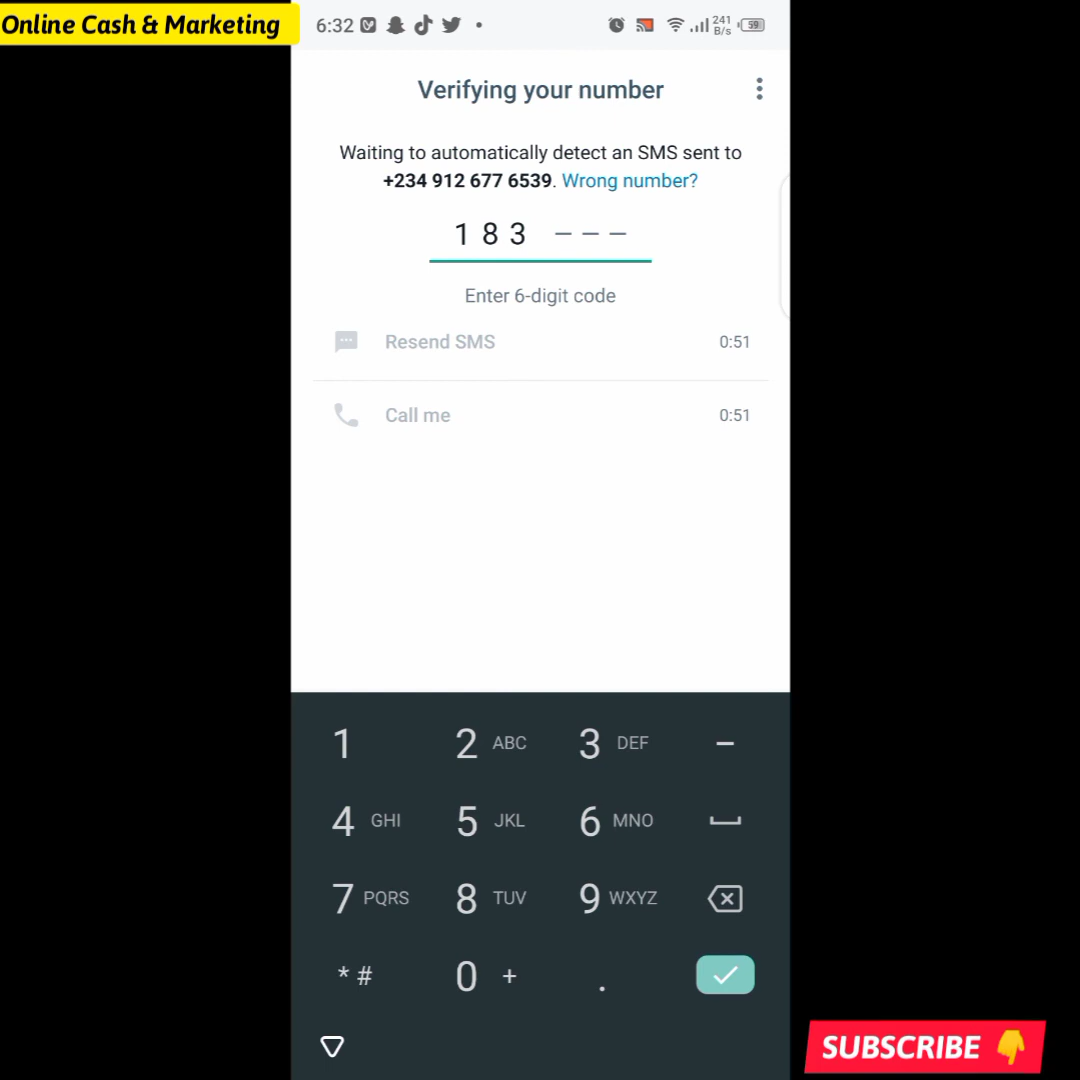 Online Cash & Marketing
6:32
241 B/s
59
Verifying your number
Waiting to automatically detect an SMS sent to
+234 912 677 6539. Wrong number?
1 8 3 – – –
Enter 6-digit code
Resend SMS 0:51
Call me 0:51
1 2 ABC 3 DEF –
4 GHI 5 JKL 6 MNO
7 PQRS 8 TUV 9 WXYZ
* # 0 + .
SUBSCRIBE